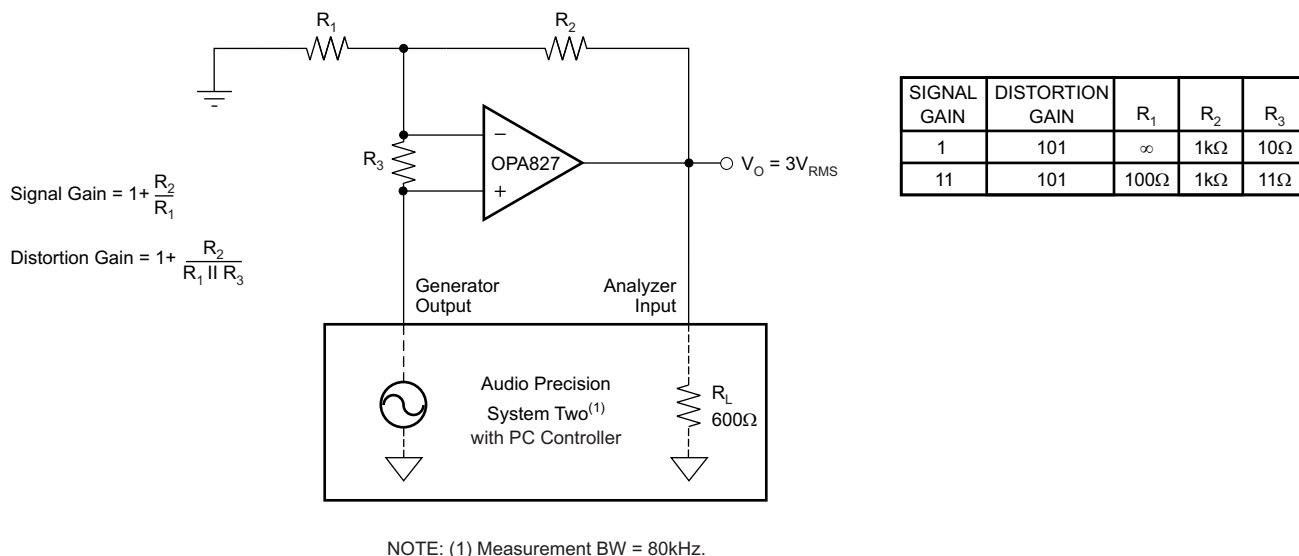 R1
R2
R3
−
OPA827
+
VO = 3VRMS
Signal Gain = 1+ R2
R1
Distortion Gain = 1+ R2
R1 II R3
Generator
Output
Analyzer
Input
Audio Precision
System Two(1)
with PC Controller
RL
600Ω
SIGNAL GAIN DISTORTION GAIN R1 R2 R3
1 101 ∞ 1kΩ 10Ω
11 101 100Ω 1kΩ 11Ω
NOTE: (1) Measurement BW = 80kHz.